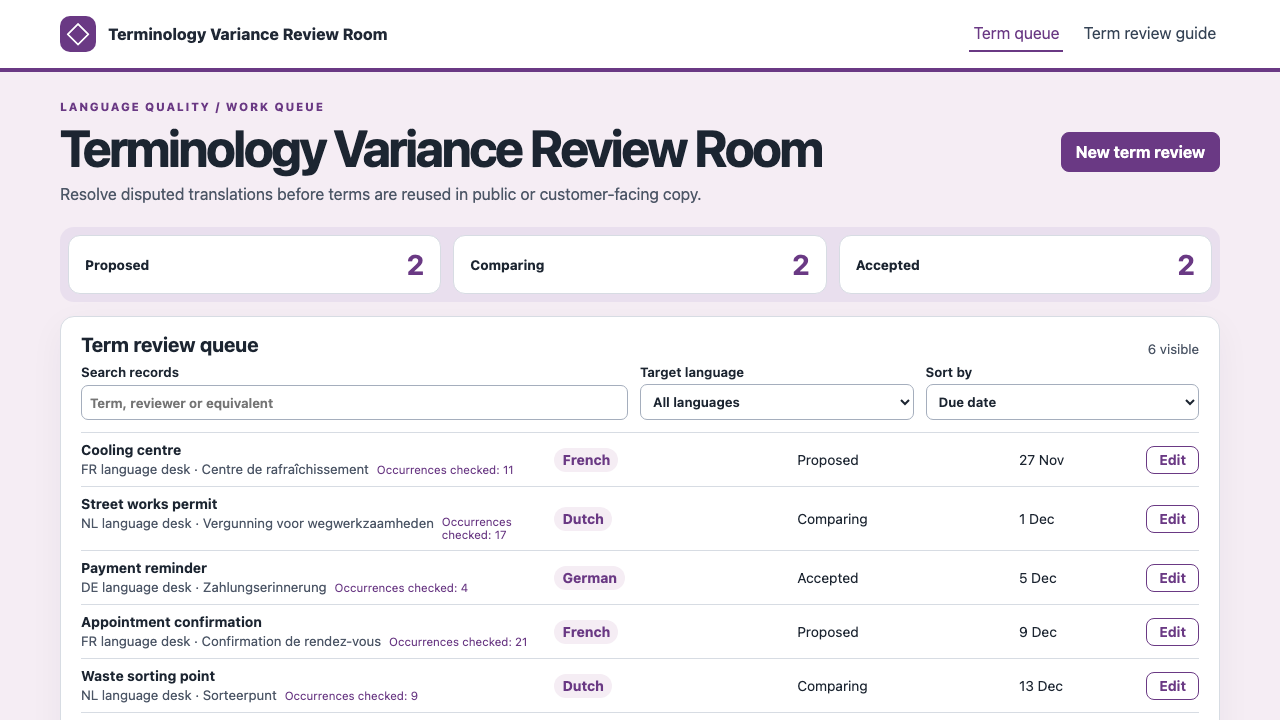 Terminology Variance Review Room
Term queue
Term review guide
LANGUAGE QUALITY / WORK QUEUE
Terminology Variance Review Room
New term review
Resolve disputed translations before terms are reused in public or customer-facing copy.
Proposed
2
Comparing
2
Accepted
2
Term review queue
6 visible
Search records
Target language
Sort by
Term, reviewer or equivalent
All languages
Due date
Cooling centre
FR language desk · Centre de rafraîchissement
Occurrences checked: 11
French
Proposed
27 Nov
Edit
Street works permit
NL language desk · Vergunning voor wegwerkzaamheden
Occurrences
checked: 17
Dutch
Comparing
1 Dec
Edit
Payment reminder
DE language desk · Zahlungserinnerung
Occurrences checked: 4
German
Accepted
5 Dec
Edit
Appointment confirmation
FR language desk · Confirmation de rendez-vous
Occurrences checked: 21
French
Proposed
9 Dec
Edit
Waste sorting point
NL language desk · Sorteerpunt
Occurrences checked: 9
Dutch
Comparing
13 Dec
Edit